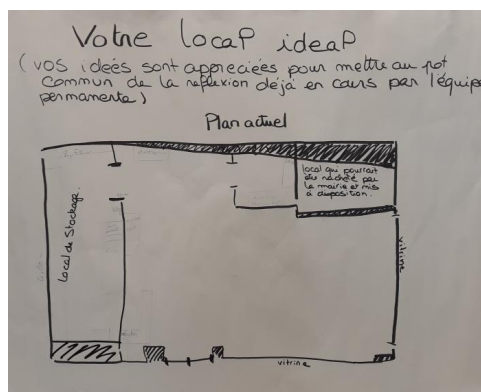 Votre local ideal
(vos ideés sont appreciées pour mettre au pot
commun de la reflexion déjà en cours par l'équipe
permanente)
Plan actuel
local qui pourrait
être racheté par
la mairie et mis
à disposition.
Local de Stockage.
vitrine
vitrine